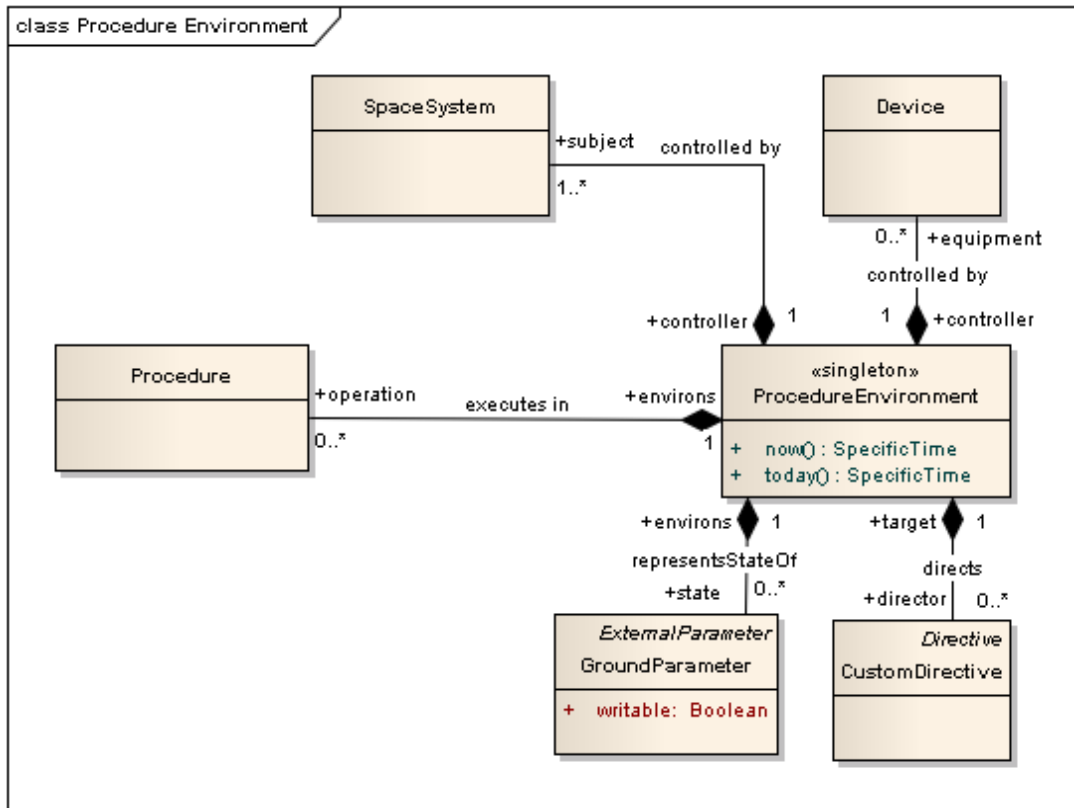 class Procedure Environment
SpaceSystem
Device
+subject
controlled by
1..*
0..*
+equipment
controlled by
+controller
1
1
+controller
Procedure
+operation
executes in
+environs
0..*
1
«singleton»
ProcedureEnvironment
+ now() : SpecificTime
+ today() : SpecificTime
+environs
1
+target
1
representsStateOf
directs
+state
0..*
+director
0..*
ExternalParameter
GroundParameter
+ writable: Boolean
Directive
CustomDirective